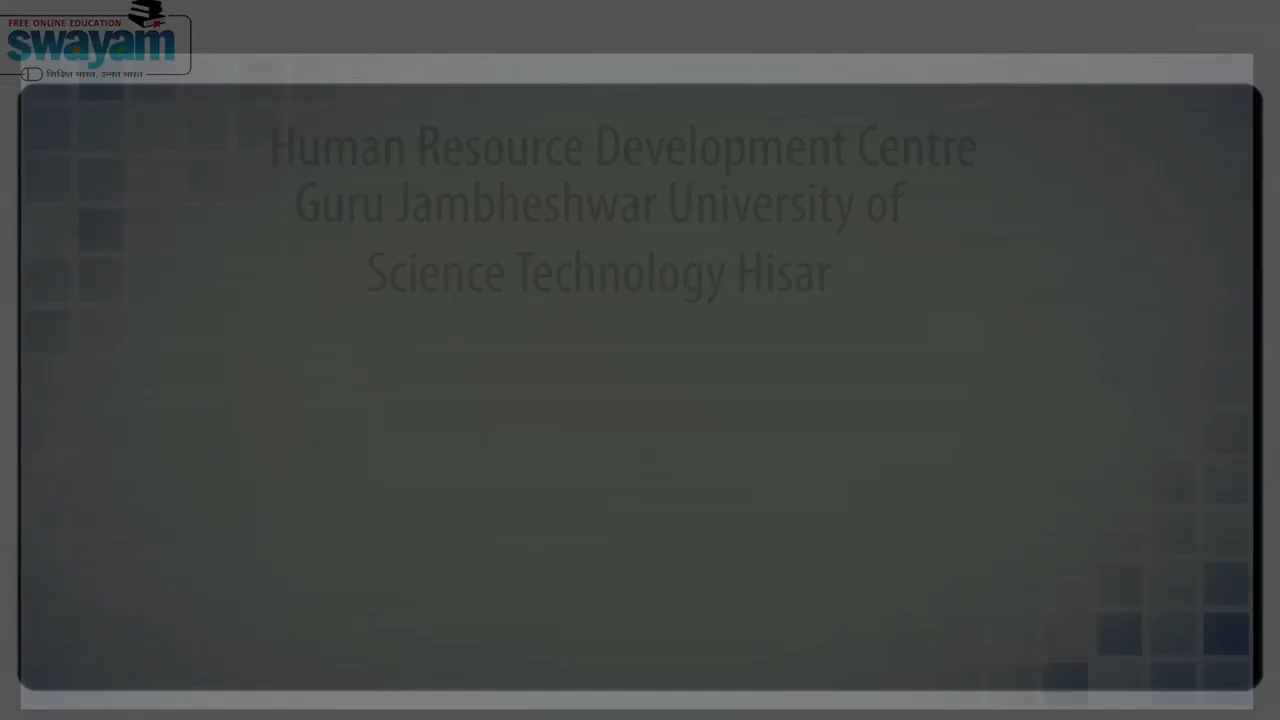 FREE ONLINE EDUCATION
swayam
शिक्षित भारत, उन्नत भारत
Human Resource Development Centre
Guru Jambheshwar University of
Science Technology Hisar